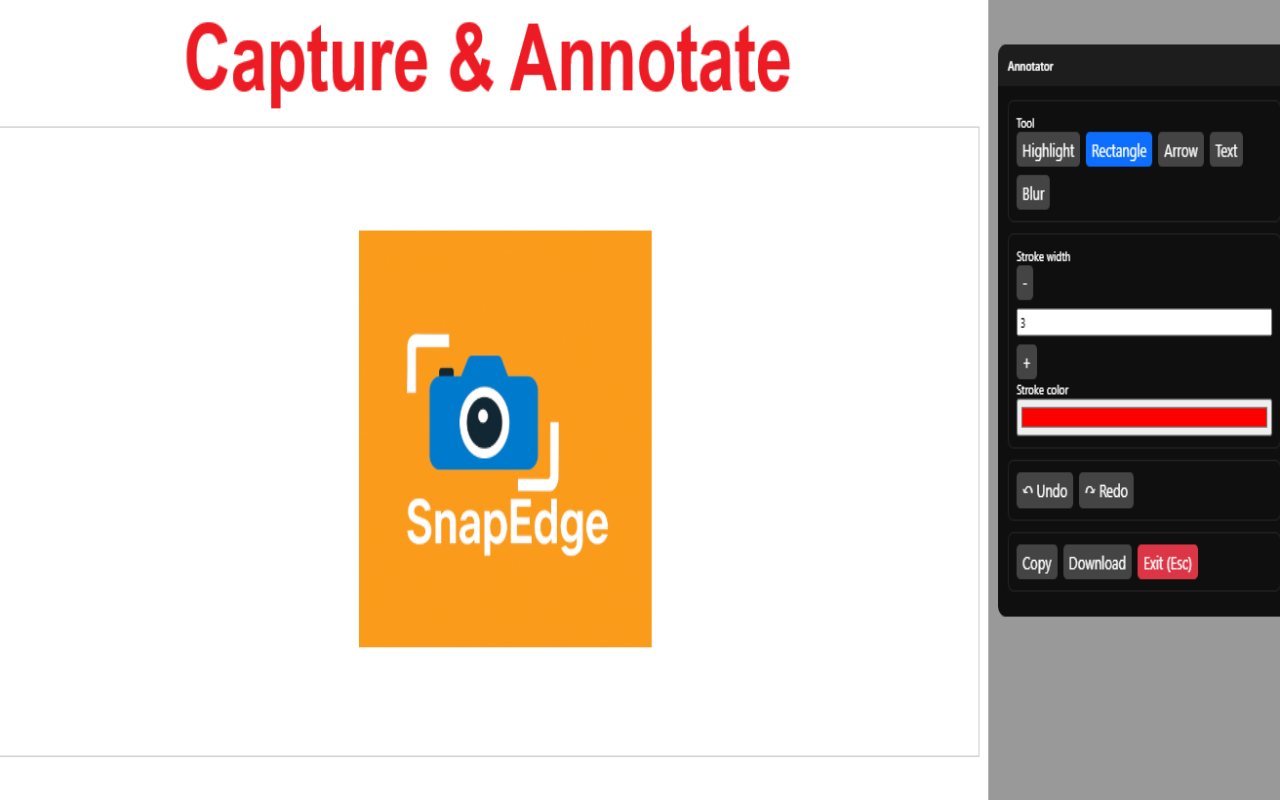 Capture & Annotate
SnapEdge
Annotator
Tool
Highlight Rectangle Arrow Text
Blur
Stroke width
-
3
+
Stroke color
↶ Undo ↷ Redo
Copy Download Exit (Esc)